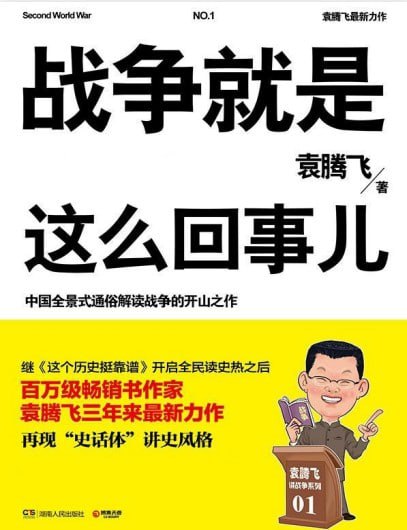 Second World War
NO.1
袁腾飞最新力作
战争就是
袁腾飞
著
这么回事儿
中国全景式通俗解读战争的开山之作
继《这个历史挺靠谱》开启全民读史热之后
百万级畅销书作家
袁腾飞三年来最新力作
再现“史话体”讲史风格
袁腾飞
讲战争系列
01
湖南人民出版社
博集天卷